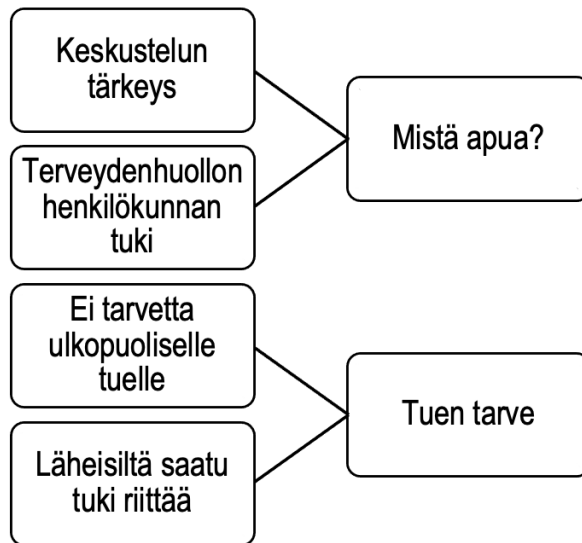 Keskustelun
tärkeys
Mistä apua?
Terveydenhuollon
henkilökunnan
tuki
Ei tarvetta
ulkopuoliselle
tuelle
Tuen tarve
Läheisiltä saatu
tuki riittää